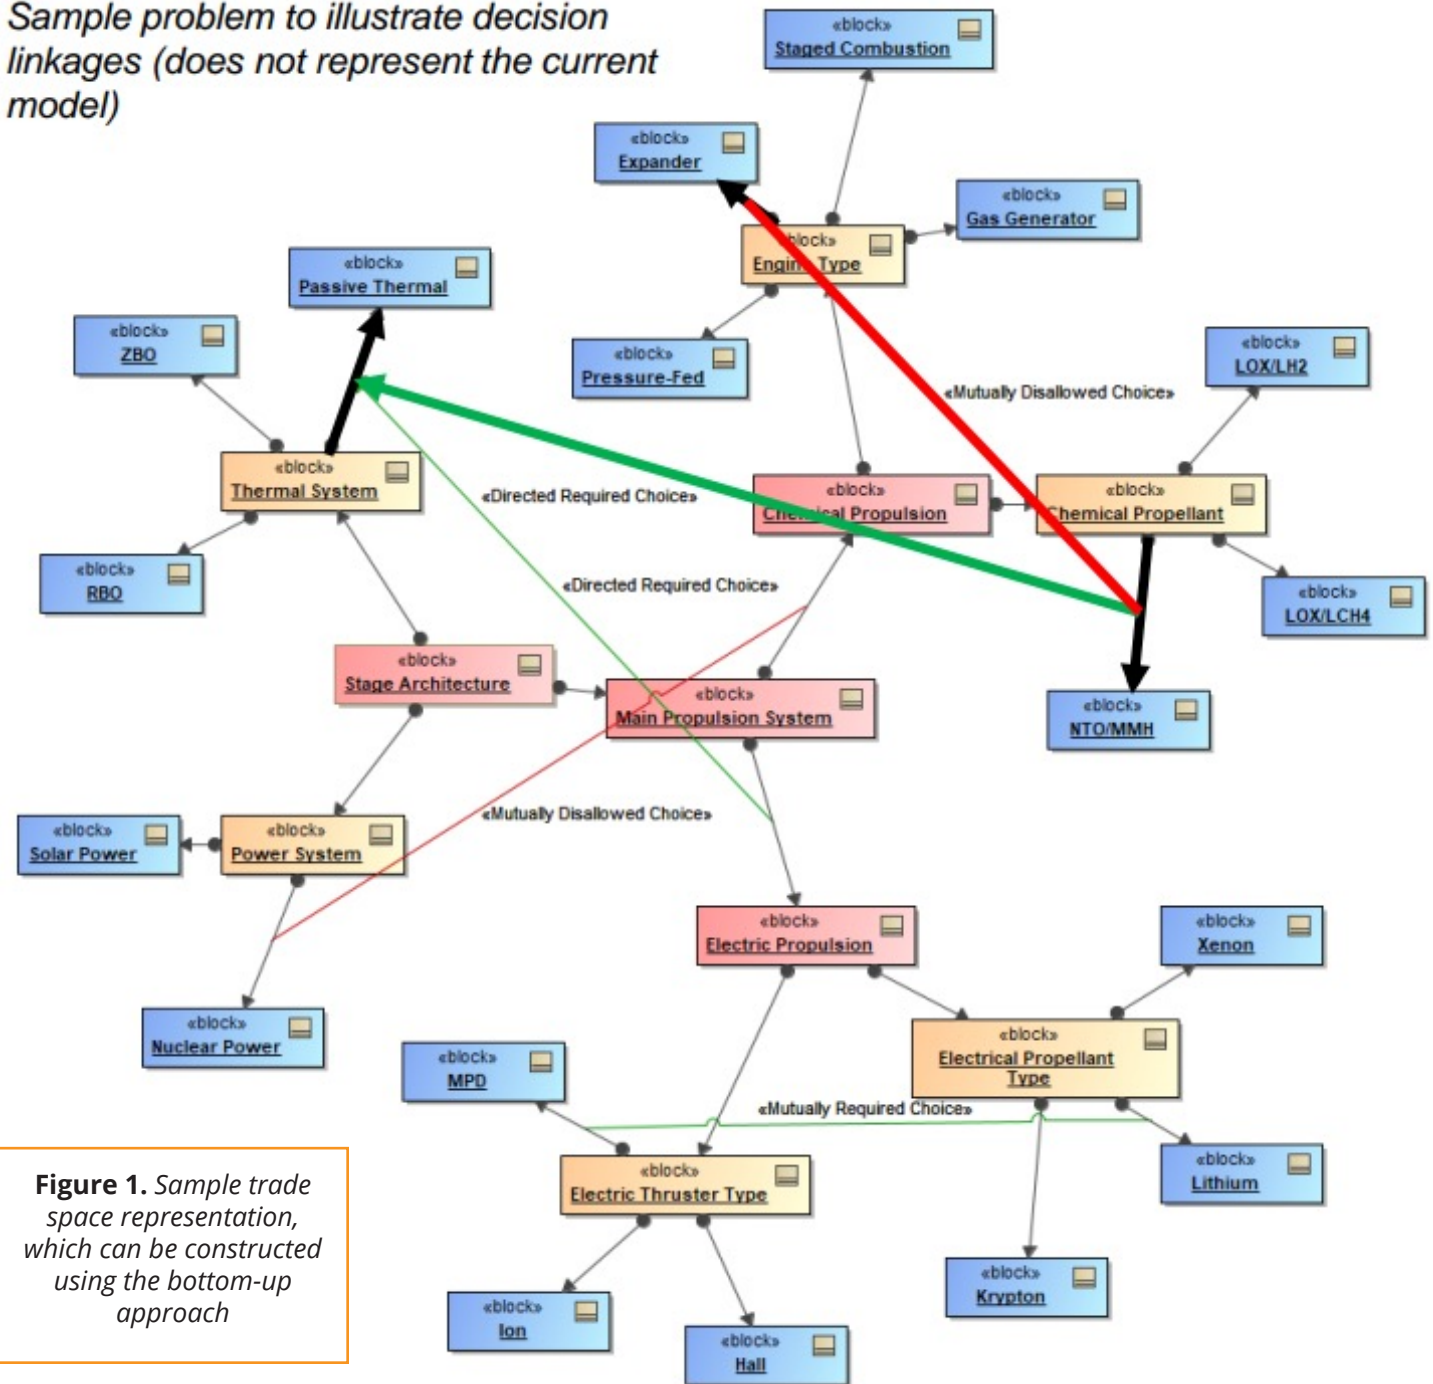 Sample problem to illustrate decision
linkages (does not represent the current
model)
«block»
Staged Combustion
«block»
Expander
«block»
Gas Generator
«block»
Engine Type
«block»
Passive Thermal
«block»
ZBO
«block»
Pressure-Fed
«block»
LOX/LH2
«Mutually Disallowed Choice»
«block»
Thermal System
«Directed Required Choice»
«block»
Chemical Propulsion
«block»
Chemical Propellant
«block»
RBO
«Directed Required Choice»
«block»
LOX/LCH4
«block»
Stage Architecture
«block»
Main Propulsion System
«block»
NTO/MMH
«Mutually Disallowed Choice»
«block»
Solar Power
«block»
Power System
«block»
Electric Propulsion
«block»
Xenon
«block»
Nuclear Power
«block»
MPD
«block»
Electrical Propellant
Type
«Mutually Required Choice»
«block»
Electric Thruster Type
«block»
Lithium
«block»
Krypton
«block»
Ion
«block»
Hall
Figure 1. Sample trade
space representation,
which can be constructed
using the bottom-up
approach